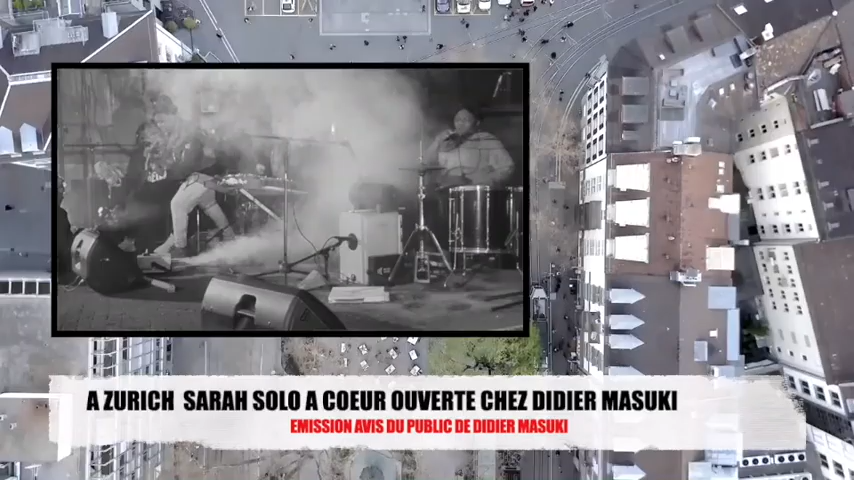 A ZURICH SARAH SOLO A COEUR OUVERTE CHEZ DIDIER MASUKI
EMISSION AVIS DU PUBLIC DE DIDIER MASUKI